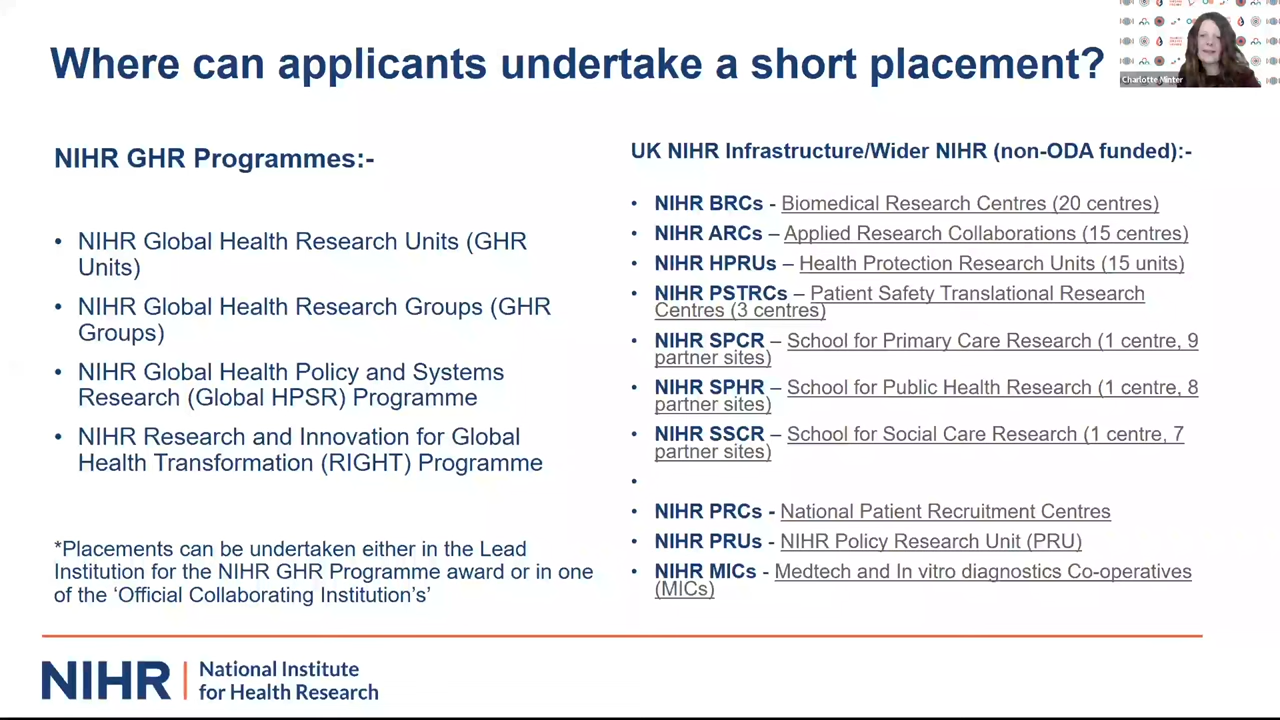 Where can applicants undertake a short placement?
Charlotte Minter
NIHR GHR Programmes:-
• NIHR Global Health Research Units (GHR
Units)
• NIHR Global Health Research Groups (GHR
Groups)
• NIHR Global Health Policy and Systems
Research (Global HPSR) Programme
• NIHR Research and Innovation for Global
Health Transformation (RIGHT) Programme
*Placements can be undertaken either in the Lead
Institution for the NIHR GHR Programme award or in one
of the ‘Official Collaborating Institution’s’
UK NIHR Infrastructure/Wider NIHR (non-ODA funded):-
• NIHR BRCs - Biomedical Research Centres (20 centres)
• NIHR ARCs – Applied Research Collaborations (15 centres)
• NIHR HPRUs – Health Protection Research Units (15 units)
• NIHR PSTRCs – Patient Safety Translational Research
Centres (3 centres)
• NIHR SPCR – School for Primary Care Research (1 centre, 9
partner sites)
• NIHR SPHR – School for Public Health Research (1 centre, 8
partner sites)
• NIHR SSCR – School for Social Care Research (1 centre, 7
partner sites)
•
• NIHR PRCs - National Patient Recruitment Centres
• NIHR PRUs - NIHR Policy Research Unit (PRU)
• NIHR MICs - Medtech and In vitro diagnostics Co-operatives
(MICs)
NIHR | National Institute
for Health Research